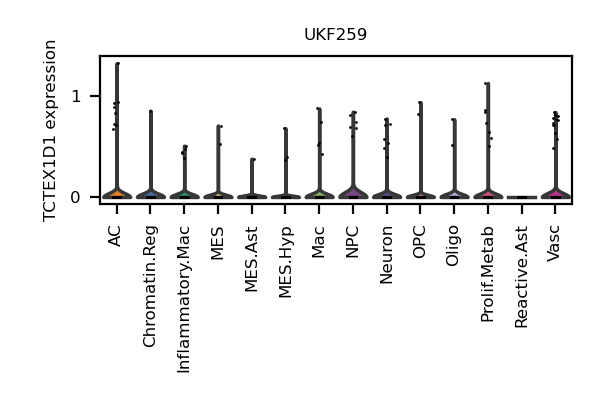 UKF259
TCTEX1D1 expression
1
0
AC
Chromatin.Reg
Inflammatory.Mac
MES
MES.Ast
MES.Hyp
Mac
NPC
Neuron
OPC
Oligo
Prolif.Metab
Reactive.Ast
Vasc